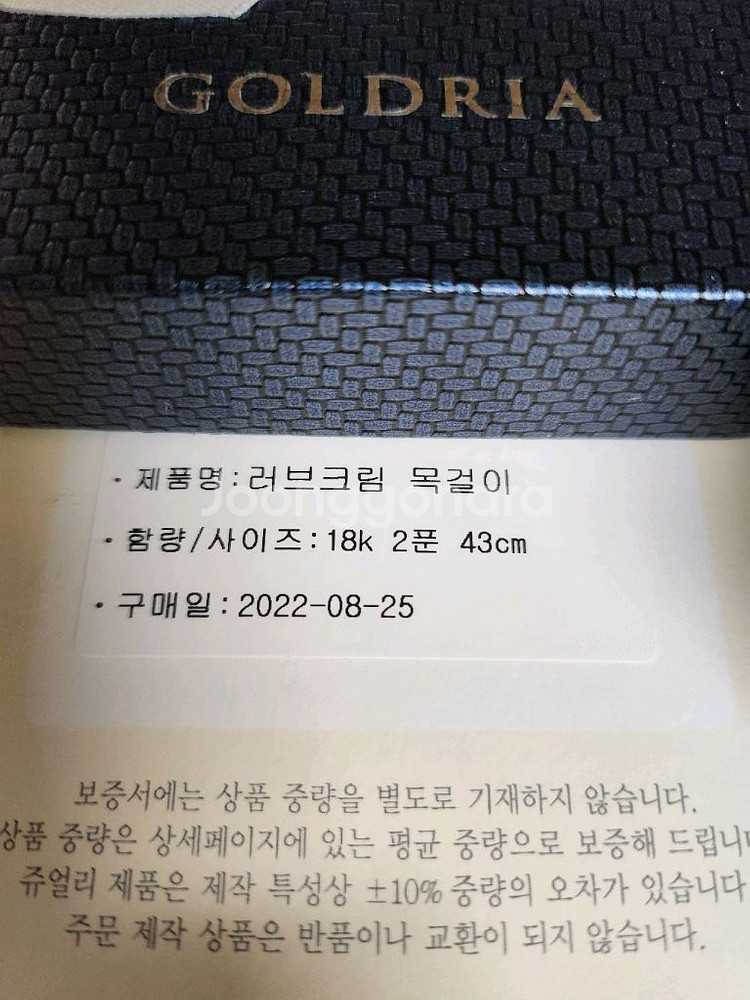 GOLDRIA
· 제품명:러브크림 목걸이
Joonggonara
· 함량/사이즈:18k 2푼 43cm
· 구매일:2022-08-25
보증서에는 상품 중량을 별도로 기재하지 않습니다.
상품 중량은 상세페이지에 있는 평균 중량으로 보증해 드립니
쥬얼리 제품은 제작 특성상 ±10% 중량의 오차가 있습니다
주문 제작 상품은 반품이나 교환이 되지 않습니다.